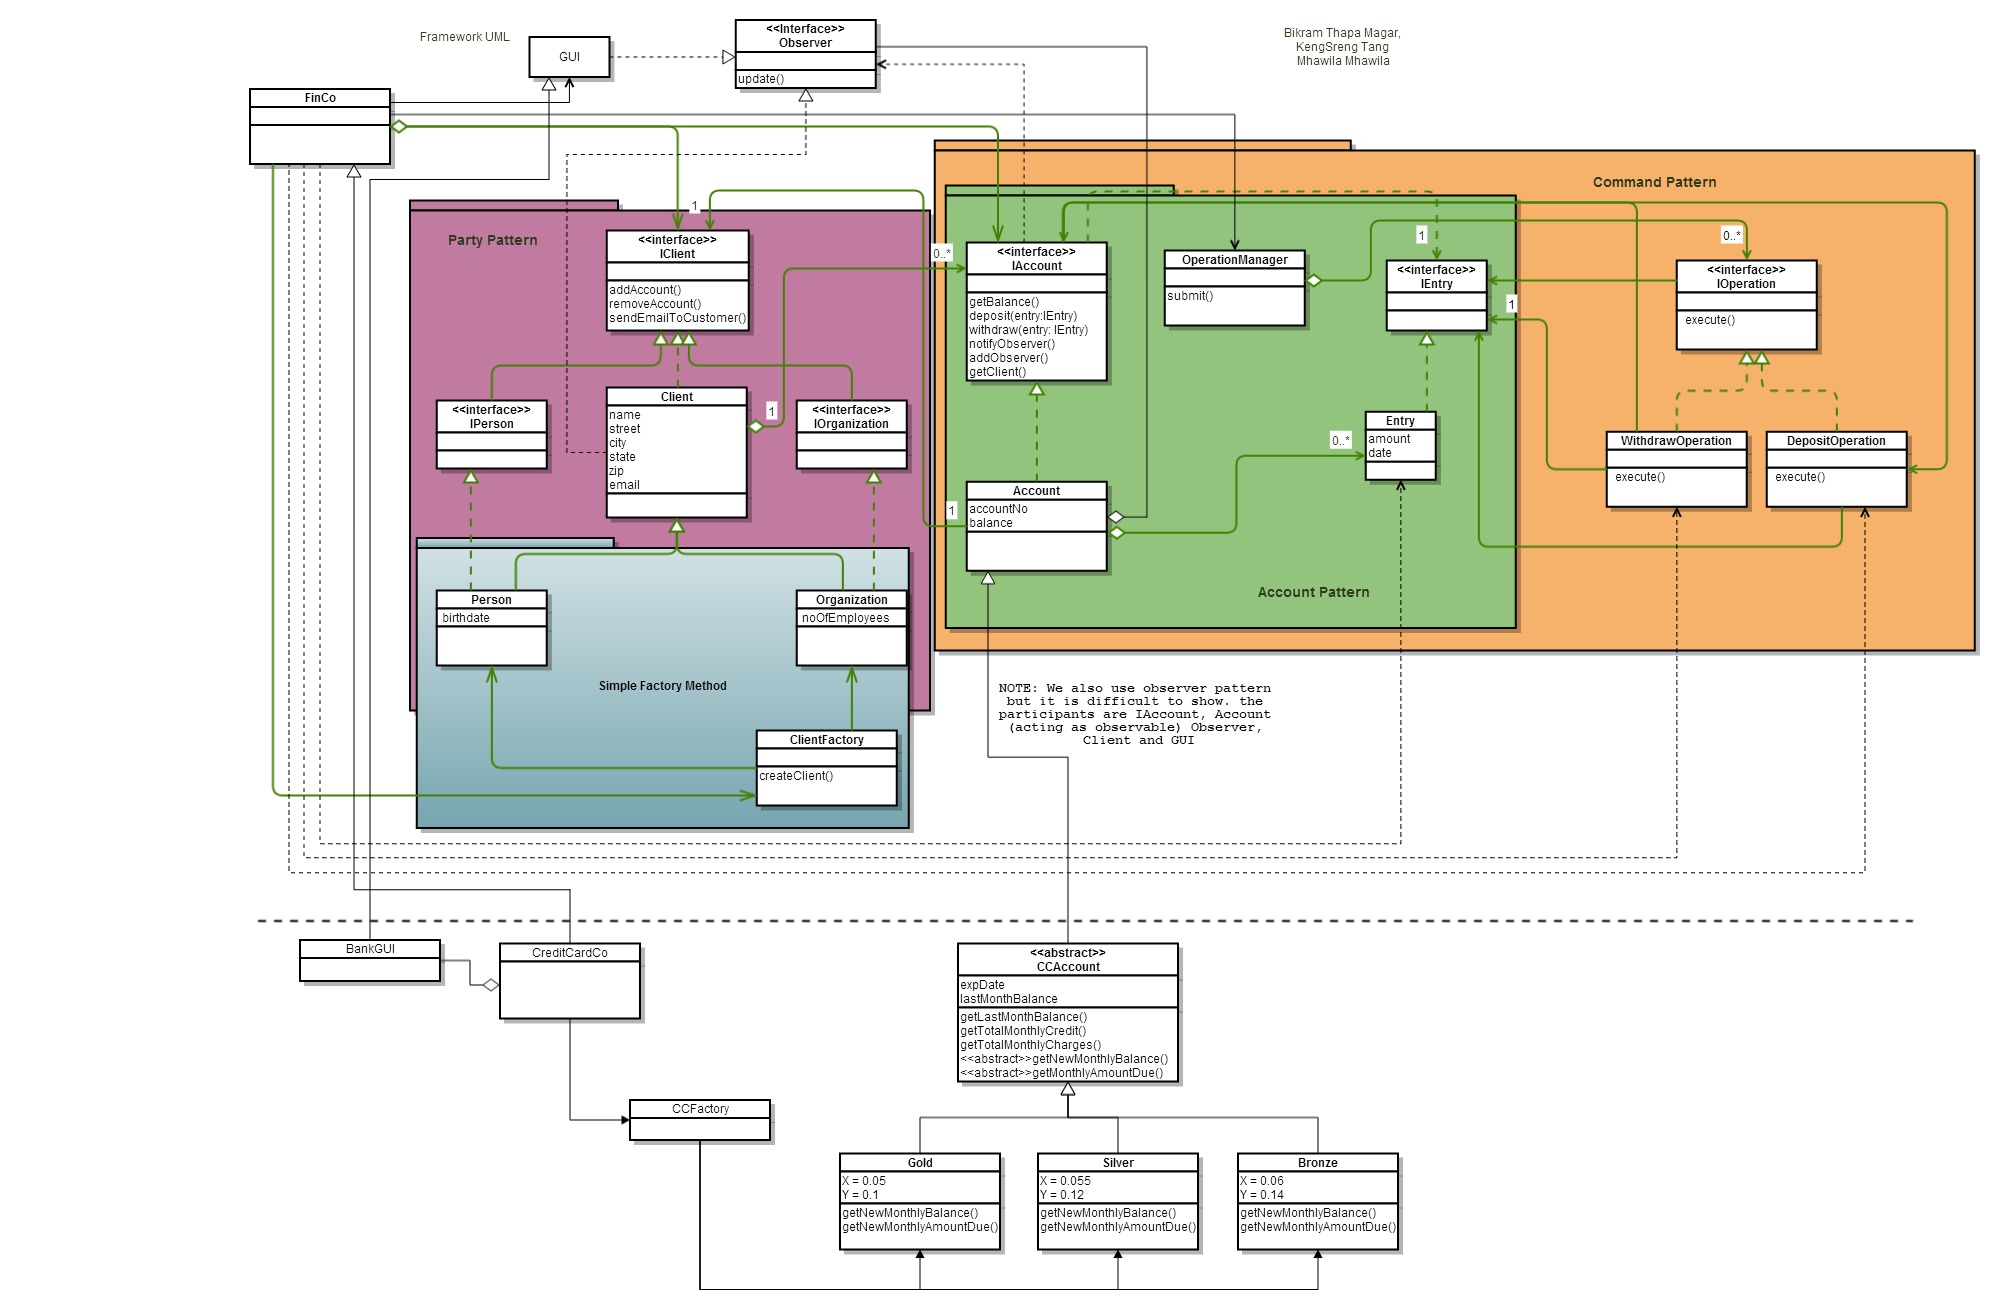 Framework UML
GUI
<<Interface>>
Observer
update()
Bikram Thapa Magar,
KengSreng Tang
Mhawila Mhawila
FinCo
Command Pattern
Party Pattern
1
<<interface>>
IClient
addAccount()
removeAccount()
sendEmailToCustomer()
0..*
<<interface>>
IAccount
getBalance()
deposit(entry:IEntry)
withdraw(entry: IEntry)
notifyObserver()
addObserver()
getClient()
OperationManager
submit()
1
<<interface>>
IEntry
1
0..*
<<interface>>
IOperation
execute()
<<interface>>
IPerson
Client
name
street
city
state
zip
email
1
<<interface>>
IOrganization
Entry
amount
date
0..*
WithdrawOperation
execute()
DepositOperation
execute()
1
Account
accountNo
balance
Account Pattern
Person
birthdate
Organization
noOfEmployees
Simple Factory Method
ClientFactory
createClient()
NOTE: We also use observer pattern
but it is difficult to show. the
participants are IAccount, Account
(acting as observable) Observer,
Client and GUI
BankGUI
CreditCardCo
<<abstract>>
CCAccount
expDate
lastMonthBalance
getLastMonthBalance()
getTotalMonthlyCredit()
getTotalMonthlyCharges()
<<abstract>>getNewMonthlyBalance()
<<abstract>>getMonthlyAmountDue()
CCFactory
Gold
X = 0.05
Y = 0.1
getNewMonthlyBalance()
getNewMonthlyAmountDue()
Silver
X = 0.055
Y = 0.12
getNewMonthlyBalance()
getNewMonthlyAmountDue()
Bronze
X = 0.06
Y = 0.14
getNewMonthlyBalance()
getNewMonthlyAmountDue()